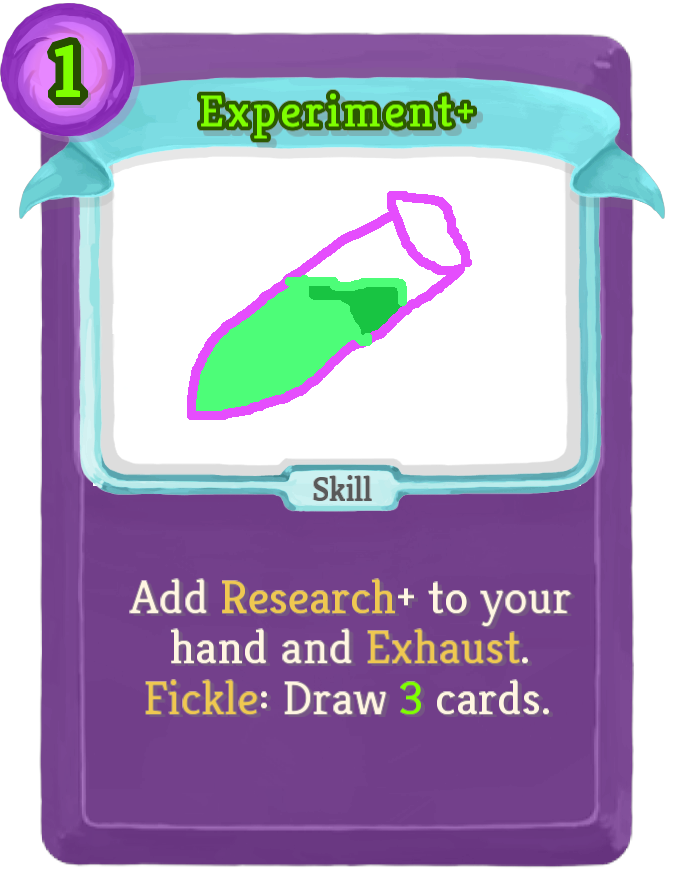 1
Experiment+
Skill
Add Research+ to your
hand and Exhaust.
Fickle: Draw 3 cards.